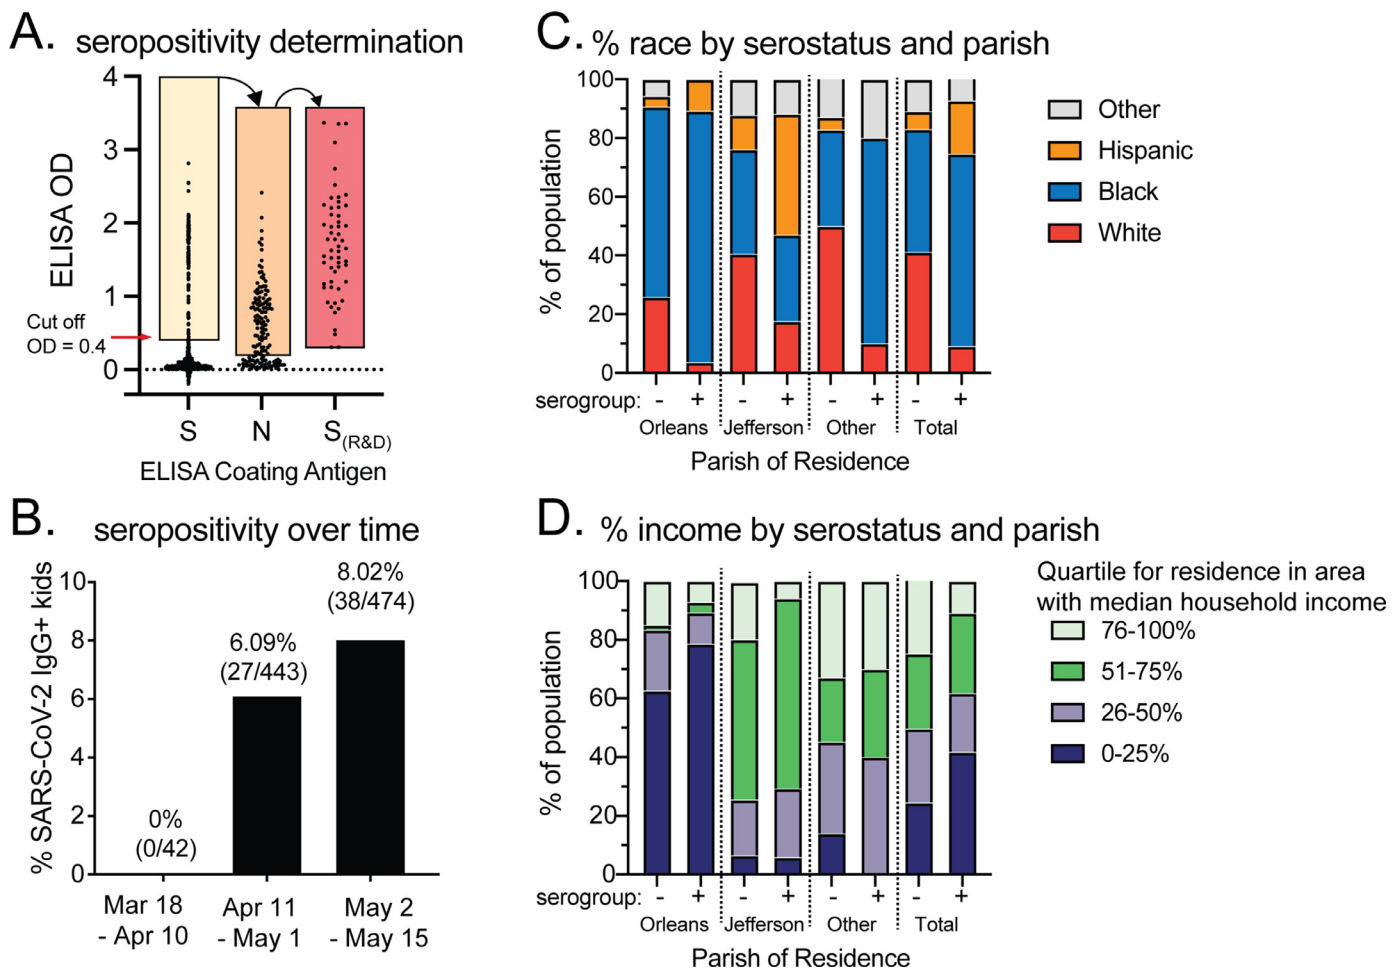 A. seropositivity determination
4
3
2
1
0
ELISA OD
Cut off
OD = 0.4
S N S(R&D)
ELISA Coating Antigen
B. seropositivity over time
% SARS-CoV-2 IgG+ kids
10
8
6
4
2
0
0%
(0/42)
6.09%
(27/443)
8.02%
(38/474)
Mar 18
- Apr 10
Apr 11
- May 1
May 2
- May 15
C. % race by serostatus and parish
% of population
100
80
60
40
20
0
serogroup: - + - + - + - +
Orleans Jefferson Other Total
Parish of Residence
Other
Hispanic
Black
White
D. % income by serostatus and parish
% of population
100
80
60
40
20
0
serogroup: - + - + - + - +
Orleans Jefferson Other Total
Parish of Residence
Quartile for residence in area
with median household income
76-100%
51-75%
26-50%
0-25%